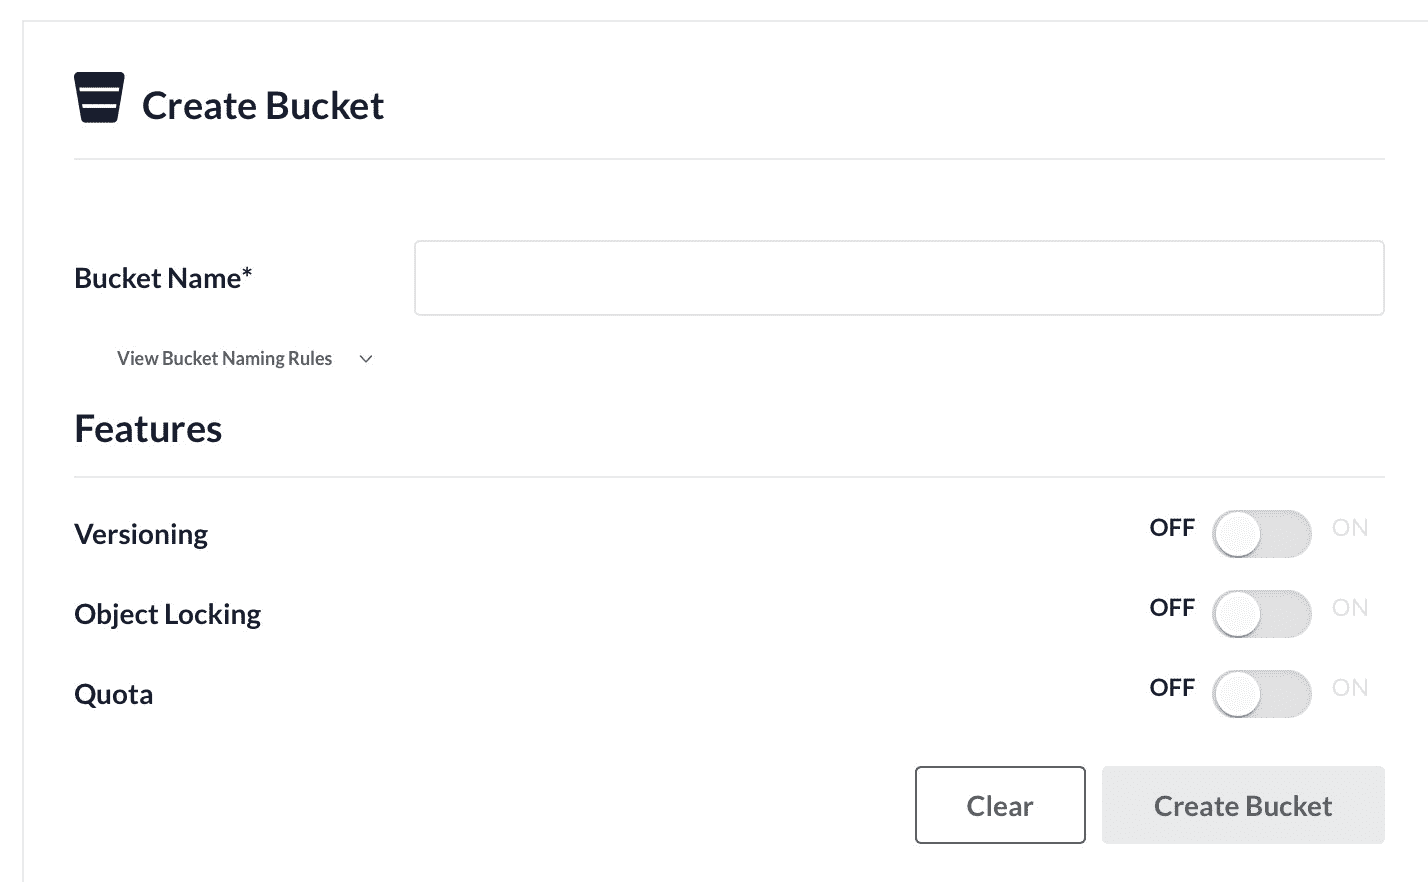 Create Bucket
Bucket Name*
View Bucket Naming Rules
Features
Versioning OFF ON
Object Locking OFF ON
Quota OFF ON
Clear Create Bucket